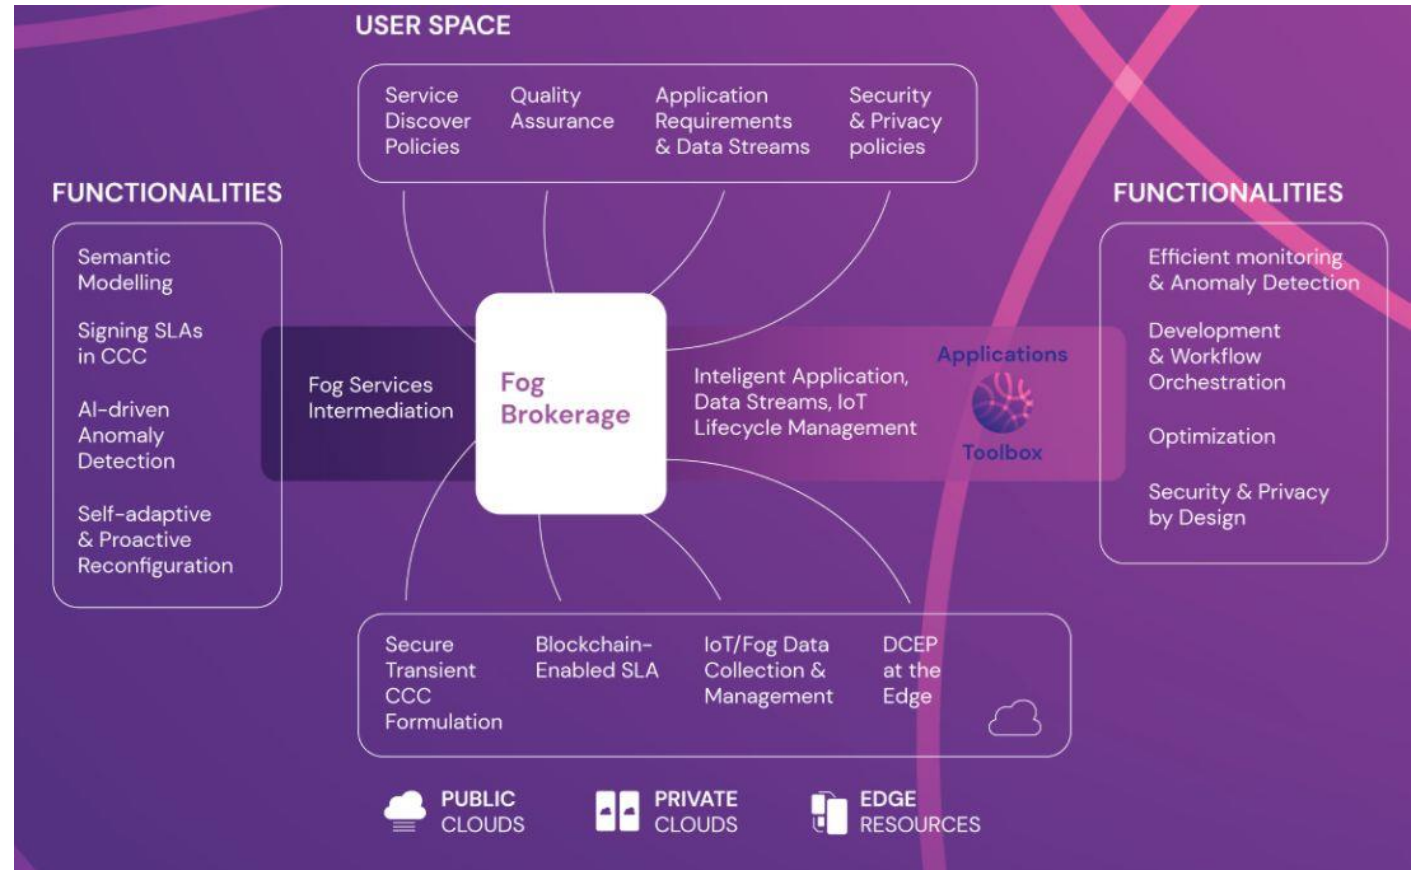 USER SPACE
Service
Discover
Policies
Quality
Assurance
Application
Requirements
& Data Streams
Security
& Privacy
policies
FUNCTIONALITIES
Semantic
Modelling
Signing SLAs
in CCC
AI-driven
Anomaly
Detection
Self-adaptive
& Proactive
Reconfiguration
Fog Services
Intermediation
Fog
Brokerage
Inteligent Application,
Data Streams, IoT
Lifecycle Management
Applications
Toolbox
FUNCTIONALITIES
Efficient monitoring
& Anomaly Detection
Development
& Workflow
Orchestration
Optimization
Security & Privacy
by Design
Secure
Transient
CCC
Formulation
Blockchain-
Enabled SLA
IoT/Fog Data
Collection &
Management
DCEP
at the
Edge
PUBLIC
CLOUDS
PRIVATE
CLOUDS
EDGE
RESOURCES